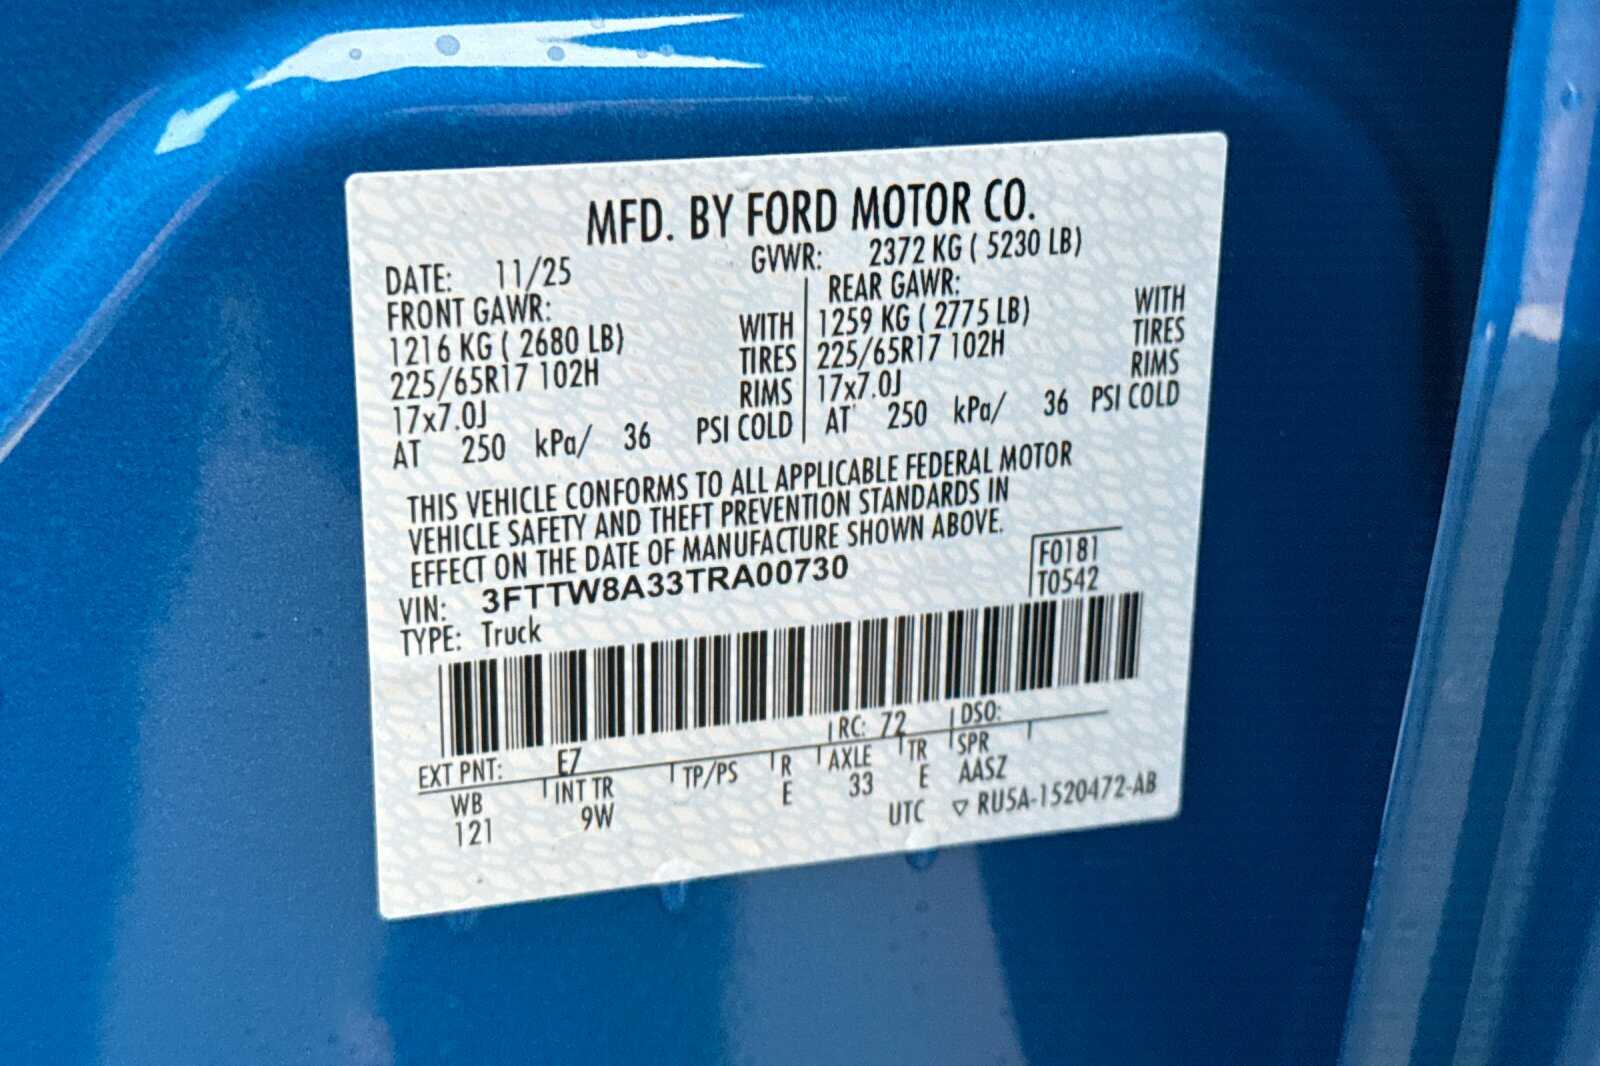 MFD. BY FORD MOTOR CO.
DATE: 11/25 GVWR: 2372 KG ( 5230 LB)
FRONT GAWR: REAR GAWR:
1216 KG ( 2680 LB) WITH 1259 KG ( 2775 LB) WITH
225/65R17 102H TIRES 225/65R17 102H TIRES
17x7.0J RIMS 17x7.0J RIMS
AT 250 kPa/ 36 PSI COLD AT 250 kPa/ 36 PSI COLD
THIS VEHICLE CONFORMS TO ALL APPLICABLE FEDERAL MOTOR
VEHICLE SAFETY AND THEFT PREVENTION STANDARDS IN
EFFECT ON THE DATE OF MANUFACTURE SHOWN ABOVE.
VIN: 3FTTW8A33TRA00730 F0181
TYPE: Truck T0542
EXT PNT: E7 RC: 72 DSO:
WB INT TR TP/PS R AXLE TR SPR
121 9W E 33 E AASZ
UTC ▽ RU5A-1520472-AB